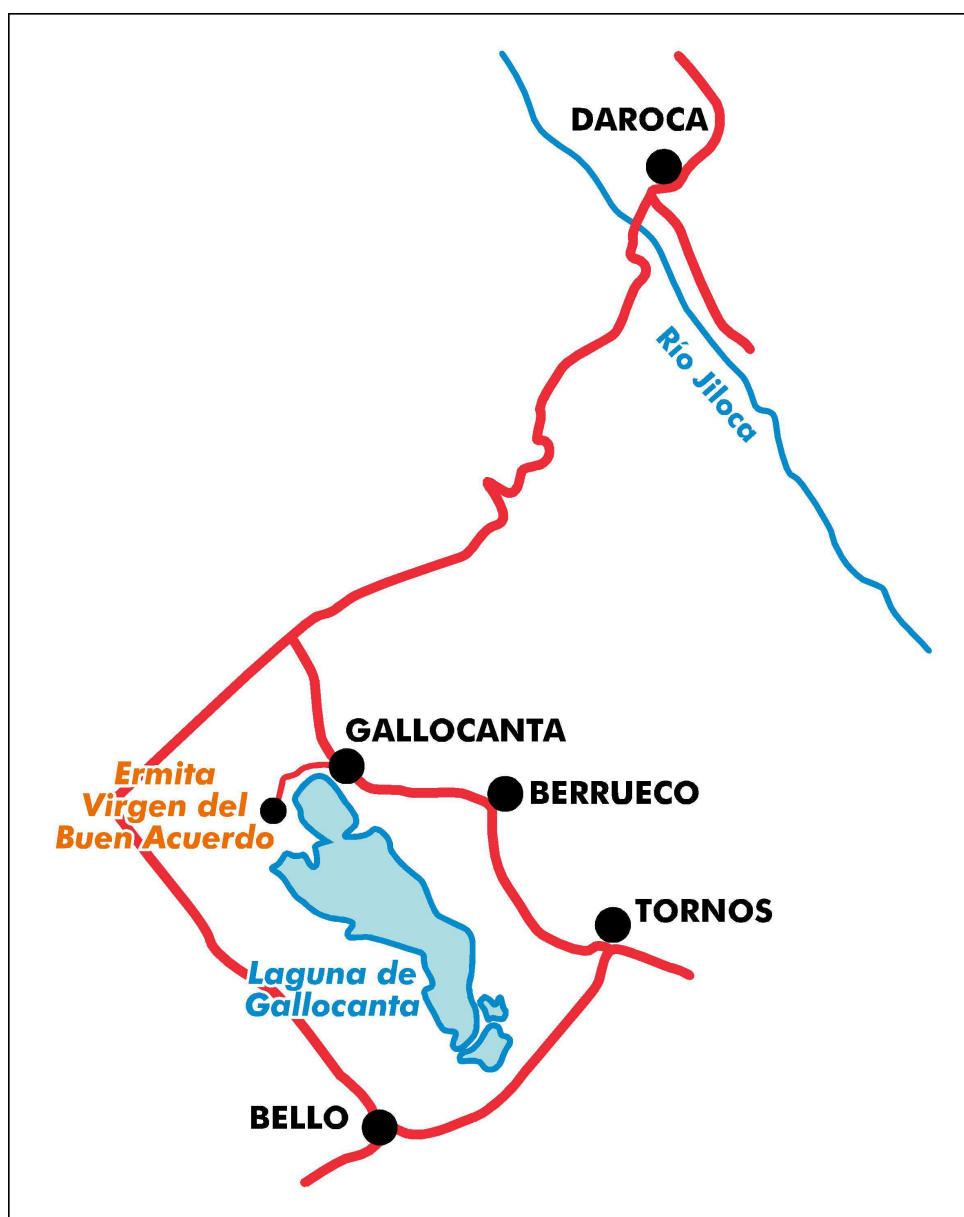 DAROCA
Río Jiloca
GALLOCANTA
Ermita
Virgen del
Buen Acuerdo
BERRUECO
TORNOS
Laguna de
Gallocanta
BELLO